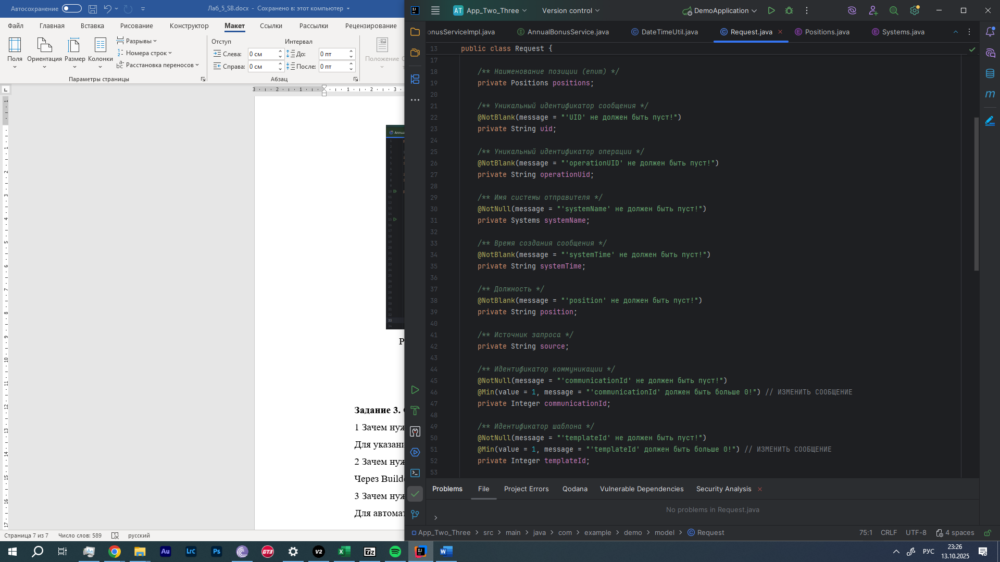 Автосохранение
Лаб_5_SB.docx - Сохранено в: этот компьютер
Файл Главная Вставка Рисование Конструктор Макет Ссылки Рассылки Рецензирование
Поля Ориентация Размер Колонки
Разрывы
Номера строк
Расстановка переносов
Параметры страницы
Отступ Интервал
Слева: 0 см До: 0 пт
Справа: 0 см После: 0 пт
Абзац
Положение
Задание 3.
1 Зачем нуж
Для указани
2 Зачем нуж
Через Builde
3 Зачем нуж
Для автомат
Страница 7 из 7 Число слов: 589 русский
AT App_Two_Three Version control DemoApplication
onusServiceImpl.java AnnualBonusService.java DateTimeUtil.java Request.java Positions.java Systems.java
13 public class Request {
17
18 /** Наименование позиции (enum) */
19 private Positions positions;
20
21 /** Уникальный идентификатор сообщения */
22 @NotBlank(message = "'UID' не должен быть пуст!")
23 private String uid;
24
25 /** Уникальный идентификатор операции */
26 @NotBlank(message = "'operationUID' не должен быть пуст!")
27 private String operationUid;
28
29 /** Имя системы отправителя */
30 @NotNull(message = "'systemName' не должен быть пуст!")
31 private Systems systemName;
32
33 /** Время создания сообщения */
34 @NotBlank(message = "'systemTime' не должен быть пуст!")
35 private String systemTime;
36
37 /** Должность */
38 @NotBlank(message = "'position' не должен быть пуст!")
39 private String position;
40
41 /** Источник запроса */
42 private String source;
43
44 /** Идентификатор коммуникации */
45 @NotNull(message = "'communicationId' не должен быть пуст!")
46 @Min(value = 1, message = "'communicationId' должен быть больше 0!") // ИЗМЕНИТЬ СООБЩЕНИЕ
47 private Integer communicationId;
48
49 /** Идентификатор шаблона */
50 @NotNull(message = "'templateId' не должен быть пуст!")
51 @Min(value = 1, message = "'templateId' должен быть больше 0!") // ИЗМЕНИТЬ СООБЩЕНИЕ
52 private Integer templateId;
53
Problems File Project Errors Qodana Vulnerable Dependencies Security Analysis
No problems in Request.java
App_Two_Three > src > main > java > com > example > demo > model > Request
75:1 CRLF UTF-8 4 spaces
Au Lrc Ps GT3 V2 7z
РУС
23:26
13.10.2025